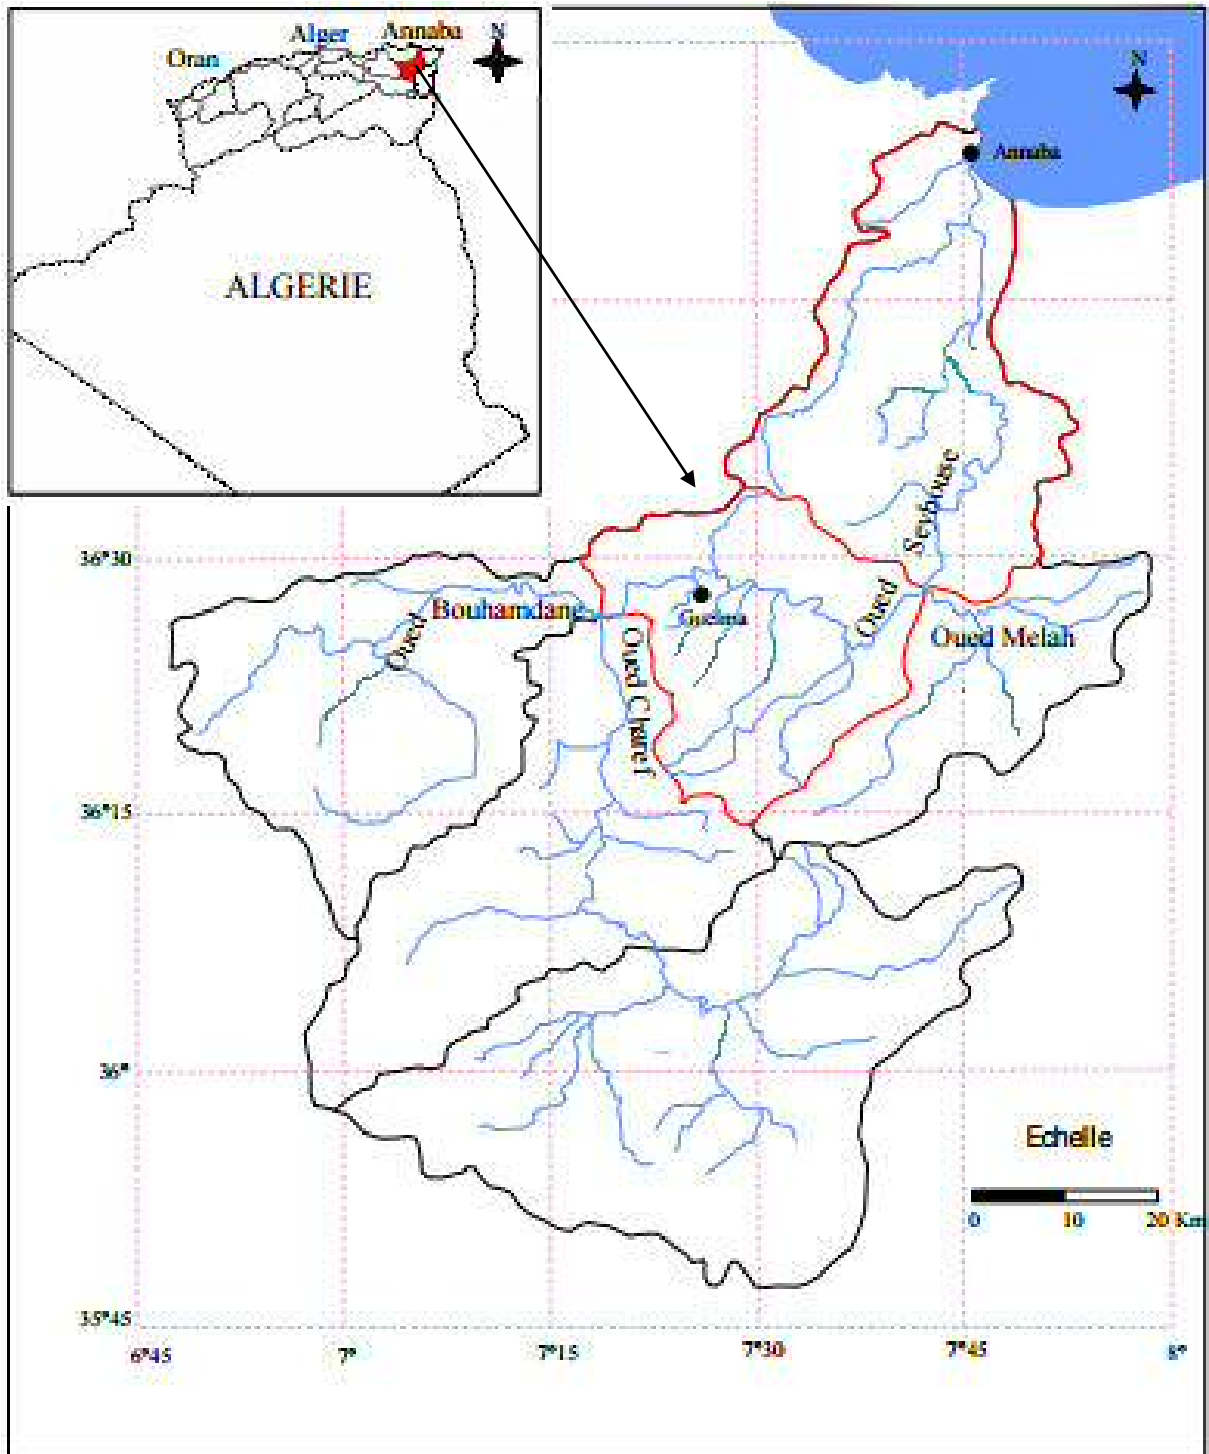 Alger
Annaba
N
Oran
ALGERIE
N
Annaba
Oued Seybouse
36°30
Oued Bouhamdane
Guelma
Oued Charef
Oued Melah
36°15
36°
Echelle
0 10 20 Km
35°45
6°45 7° 7°15 7°30 7°45 8°